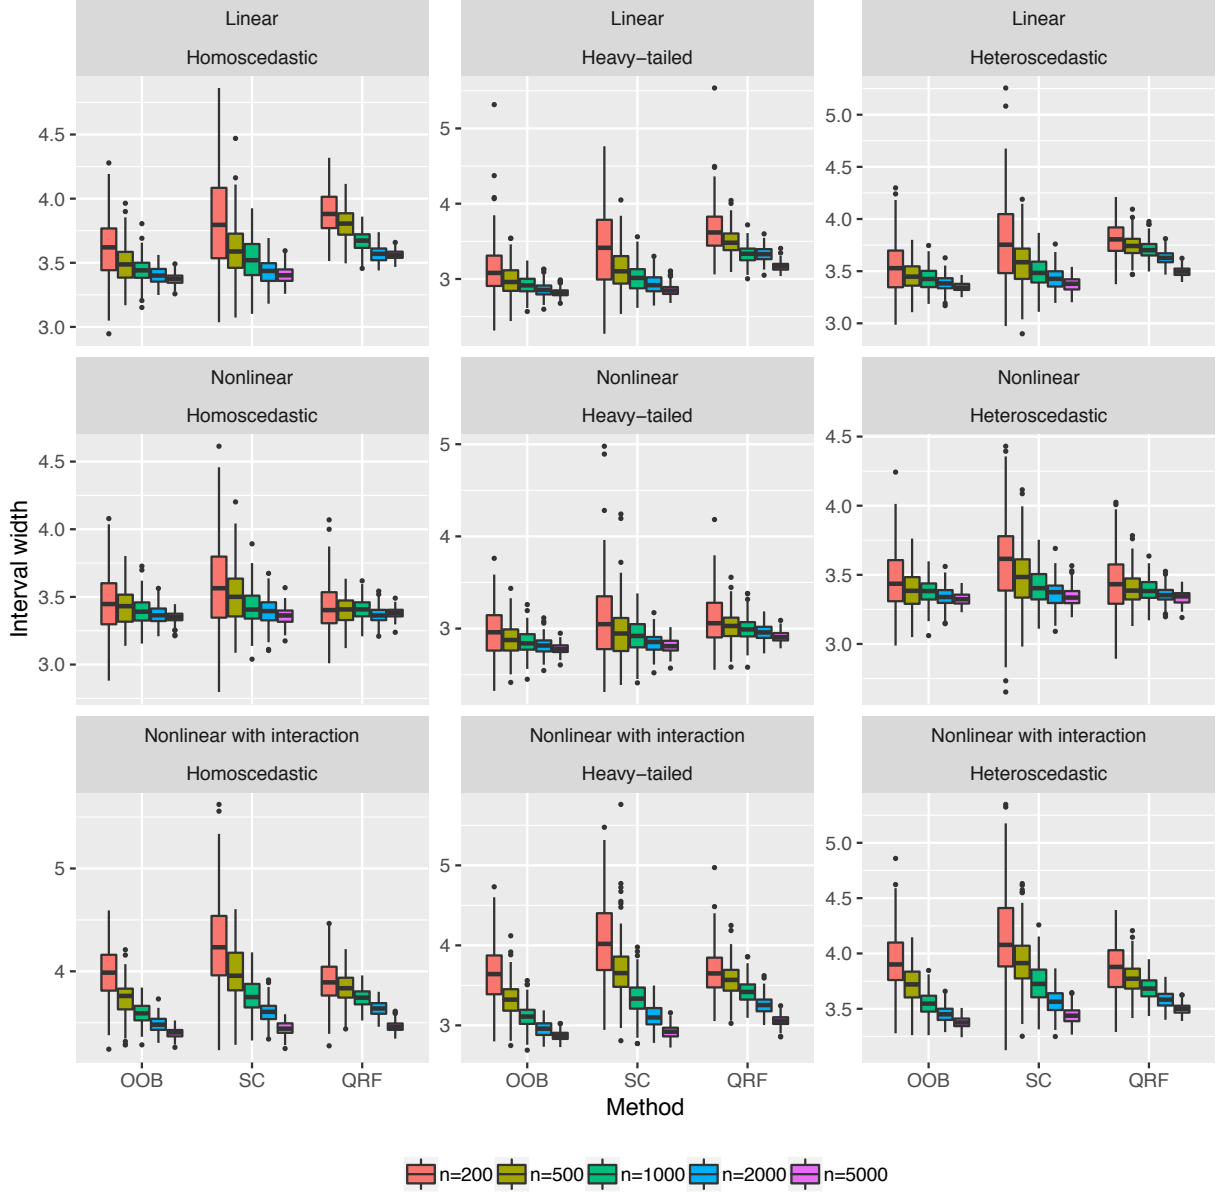 Linear
Homoscedastic
Linear
Heavy−tailed
Linear
Heteroscedastic
4.5
4.0
3.5
3.0
5
4
3
5.0
4.5
4.0
3.5
3.0
Nonlinear
Homoscedastic
Nonlinear
Heavy−tailed
Nonlinear
Heteroscedastic
4.5
4.0
3.5
3.0
5
4
3
4.5
4.0
3.5
3.0
Interval width
Nonlinear with interaction
Homoscedastic
Nonlinear with interaction
Heavy−tailed
Nonlinear with interaction
Heteroscedastic
5
4
5
4
3
5.0
4.5
4.0
3.5
OOB SC QRF
OOB SC QRF
OOB SC QRF
Method
n=200 n=500 n=1000 n=2000 n=5000